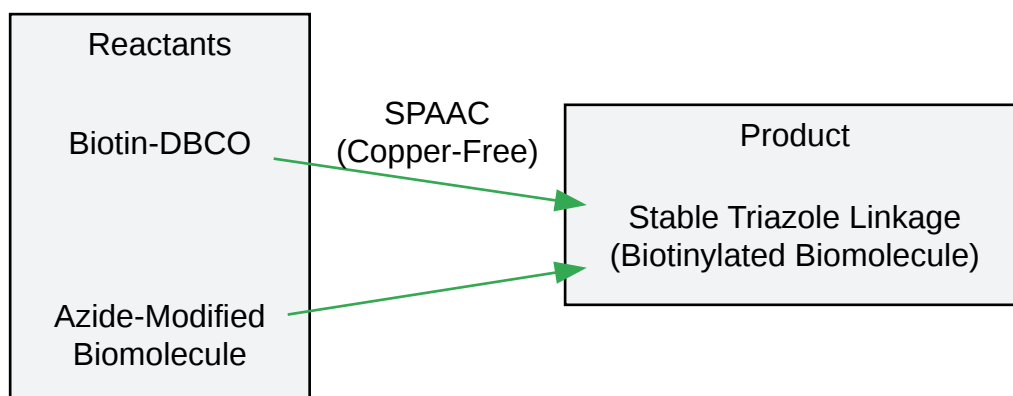 Reactants
Biotin-DBCO
Azide-Modified
Biomolecule
SPAAC
(Copper-Free)
Product
Stable Triazole Linkage
(Biotinylated Biomolecule)